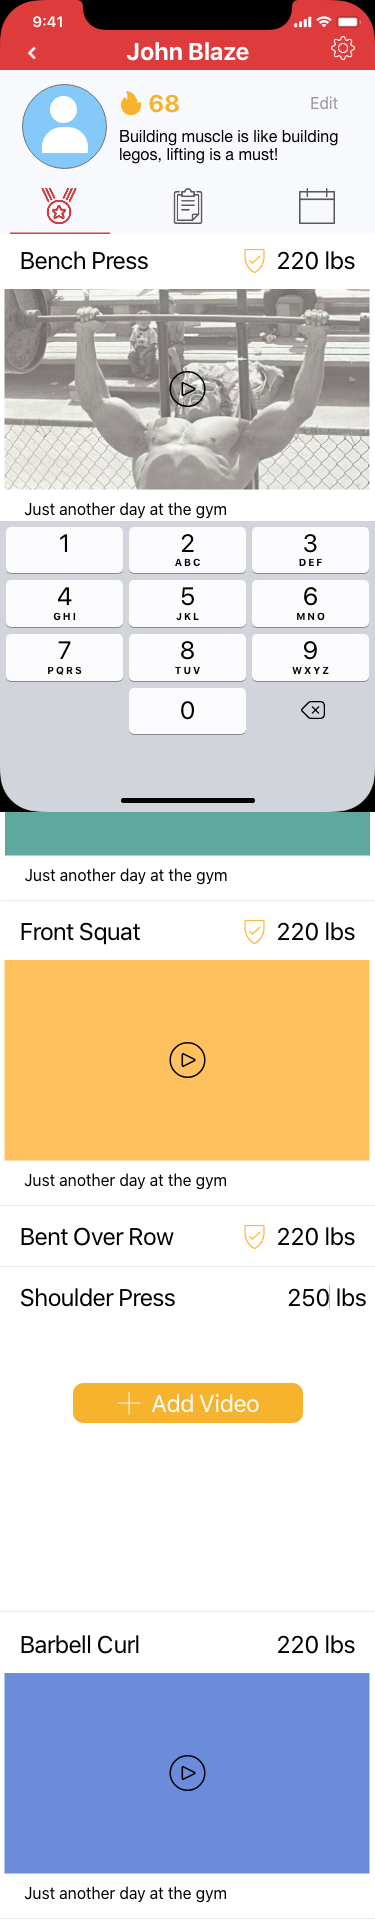 9:41
John Blaze
68
Edit
Building muscle is like building
legos, lifting is a must!
Bench Press 220 lbs
Just another day at the gym
1 2 3
ABC DEF
4 5 6
GHI JKL MNO
7 8 9
PQRS TUV WXYZ
0
Just another day at the gym
Front Squat 220 lbs
Just another day at the gym
Bent Over Row 220 lbs
Shoulder Press 250 lbs
Add Video
Barbell Curl 220 lbs
Just another day at the gym